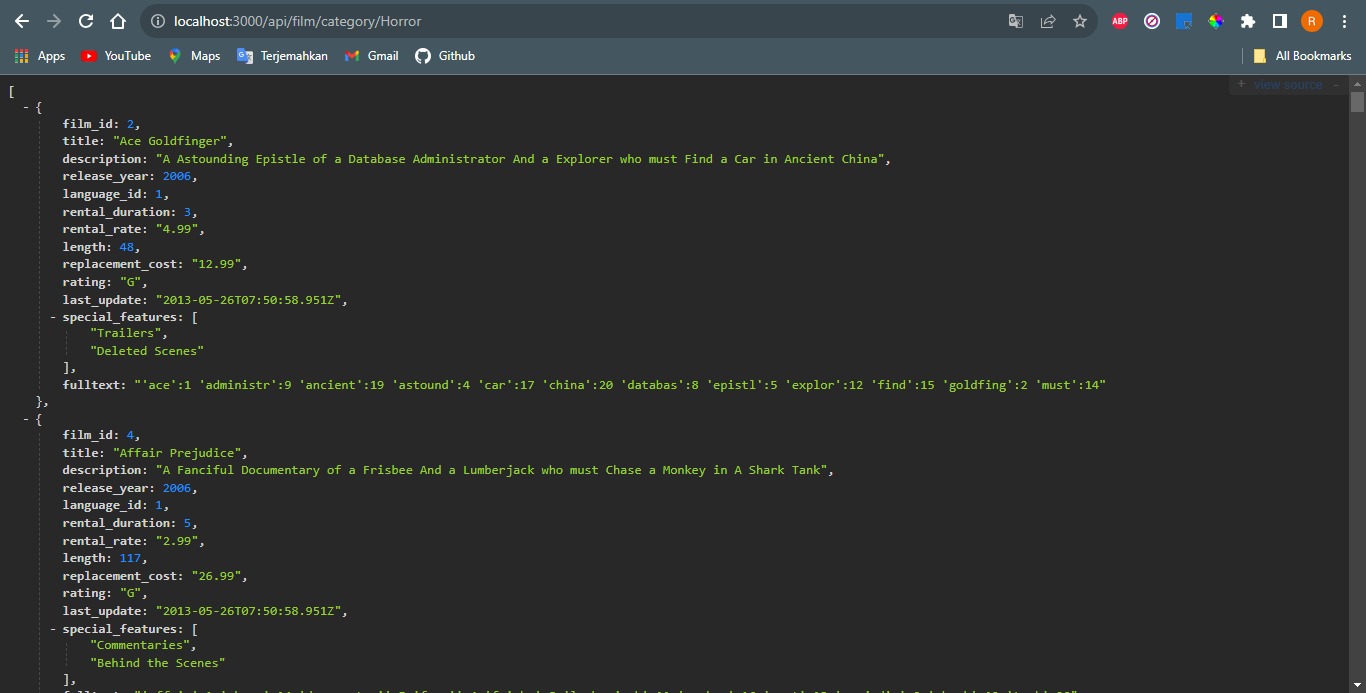 localhost:3000/api/film/category/Horror
ABP
R
Apps YouTube Maps Terjemahkan Gmail Github All Bookmarks
[ + view source -
- {
film_id: 2,
title: "Ace Goldfinger",
description: "A Astounding Epistle of a Database Administrator And a Explorer who must Find a Car in Ancient China",
release_year: 2006,
language_id: 1,
rental_duration: 3,
rental_rate: "4.99",
length: 48,
replacement_cost: "12.99",
rating: "G",
last_update: "2013-05-26T07:50:58.951Z",
- special_features: [
"Trailers",
"Deleted Scenes"
],
fulltext: "'ace':1 'administr':9 'ancient':19 'astound':4 'car':17 'china':20 'databas':8 'epistl':5 'explor':12 'find':15 'goldfing':2 'must':14"
},
- {
film_id: 4,
title: "Affair Prejudice",
description: "A Fanciful Documentary of a Frisbee And a Lumberjack who must Chase a Monkey in A Shark Tank",
release_year: 2006,
language_id: 1,
rental_duration: 5,
rental_rate: "2.99",
length: 117,
replacement_cost: "26.99",
rating: "G",
last_update: "2013-05-26T07:50:58.951Z",
- special_features: [
"Commentaries",
"Behind the Scenes"
],